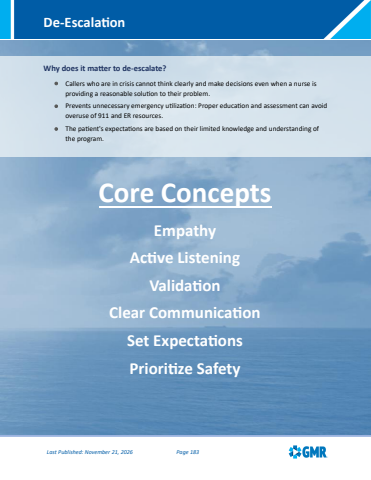 De-Escalation
Why does it matter to de-escalate?
● Callers who are in crisis cannot think clearly and make decisions even when a nurse is
providing a reasonable solution to their problem.
● Prevents unnecessary emergency utilization: Proper education and assessment can avoid
overuse of 911 and ER resources.
● The patient's expectations are based on their limited knowledge and understanding of
the program.
Core Concepts
Empathy
Active Listening
Validation
Clear Communication
Set Expectations
Prioritize Safety
Last Published: November 21, 2026 Page 183
GMR